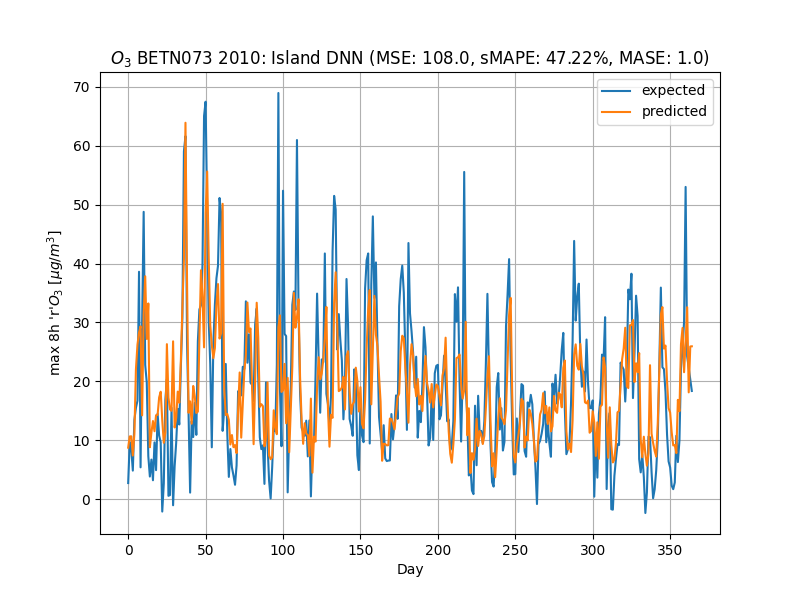 O3 BETN073 2010: Island DNN (MSE: 108.0, sMAPE: 47.22%, MASE: 1.0)
expected
predicted
max 8h 'r'O3 [μg/m³]
70
60
50
40
30
20
10
0
0 50 100 150 200 250 300 350
Day